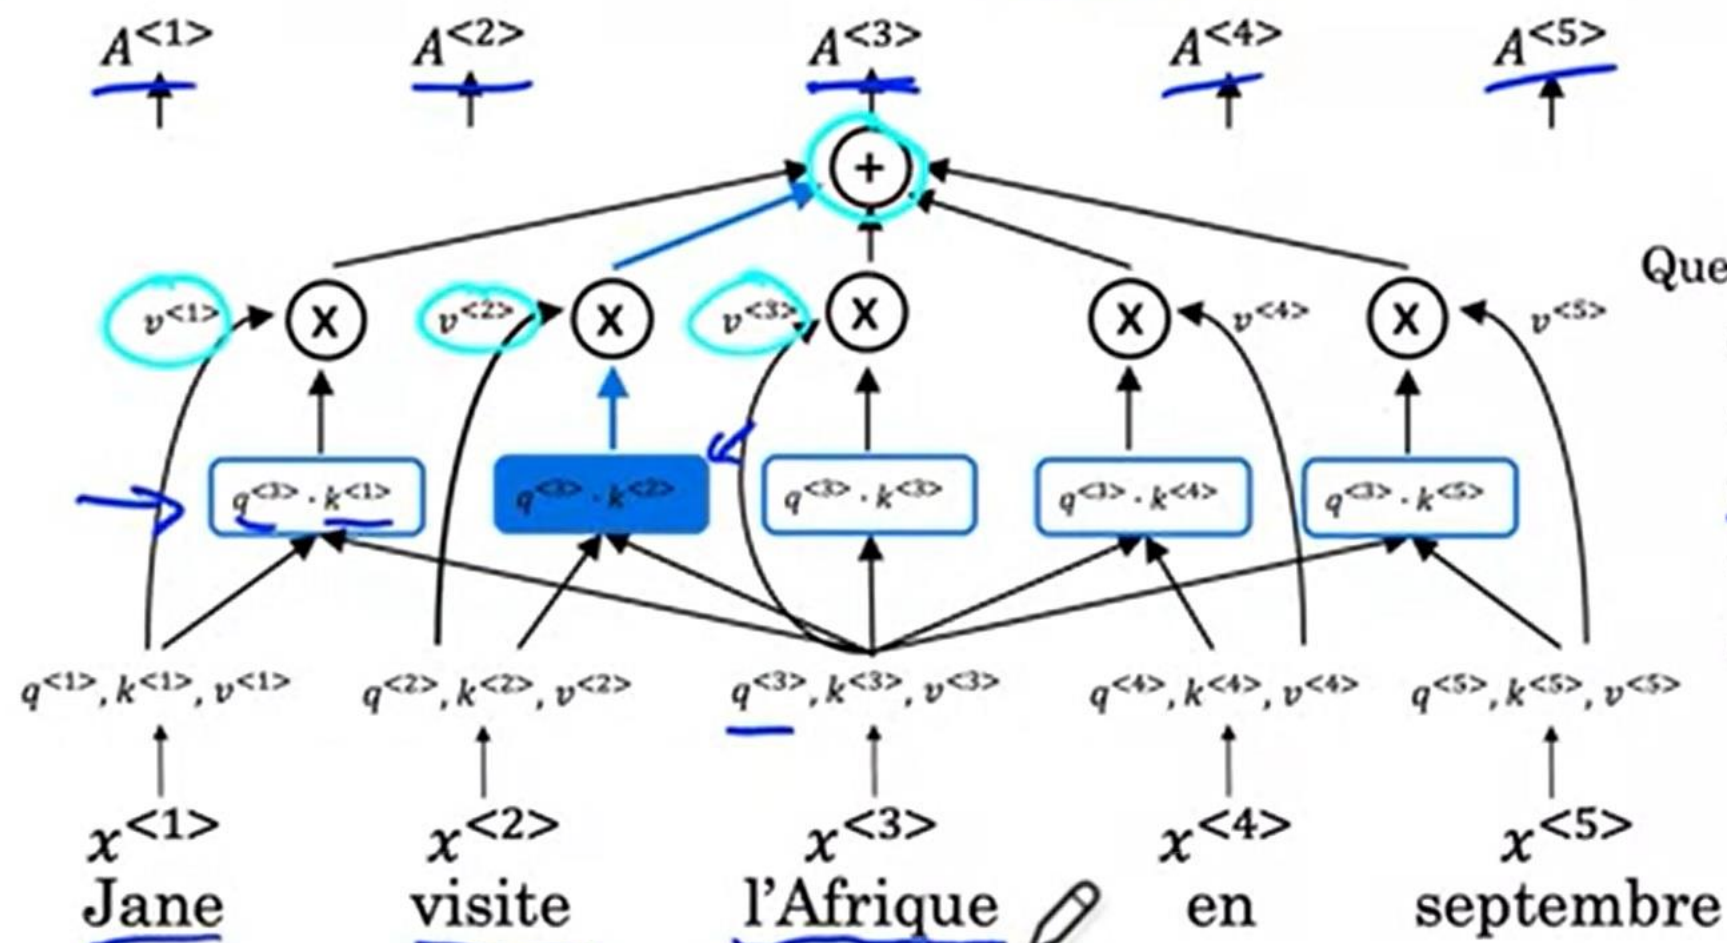 A<1> A<2> A<3> A<4> A<5>
+
Que
v<1> X v<2> X v<3> X X v<4> X v<5>
q<3> · k<1> q<3> · k<2> q<3> · k<3> q<3> · k<4> q<3> · k<5>
q<1>, k<1>, v<1> q<2>, k<2>, v<2> q<3>, k<3>, v<3> q<4>, k<4>, v<4> q<5>, k<5>, v<5>
x<1> x<2> x<3> x<4> x<5>
Jane visite l'Afrique en septembre